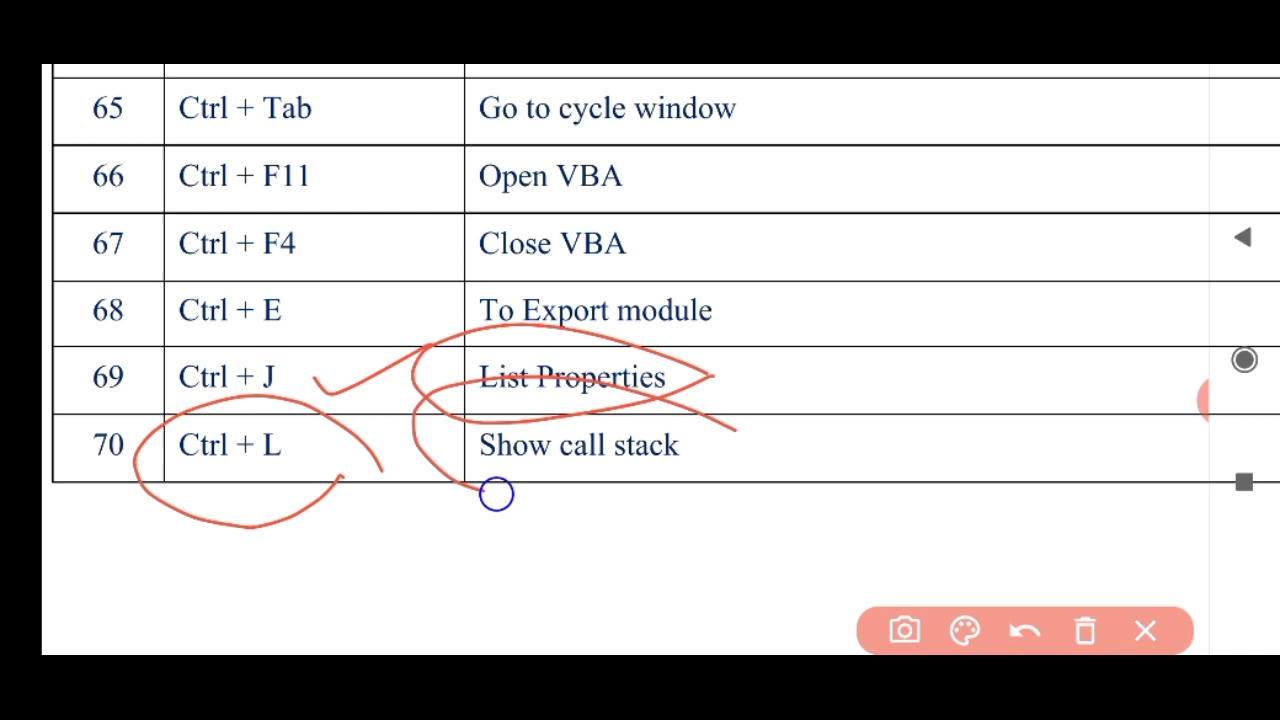 65 Ctrl + Tab Go to cycle window
66 Ctrl + F11 Open VBA
67 Ctrl + F4 Close VBA
68 Ctrl + E To Export module
69 Ctrl + J List Properties
70 Ctrl + L Show call stack